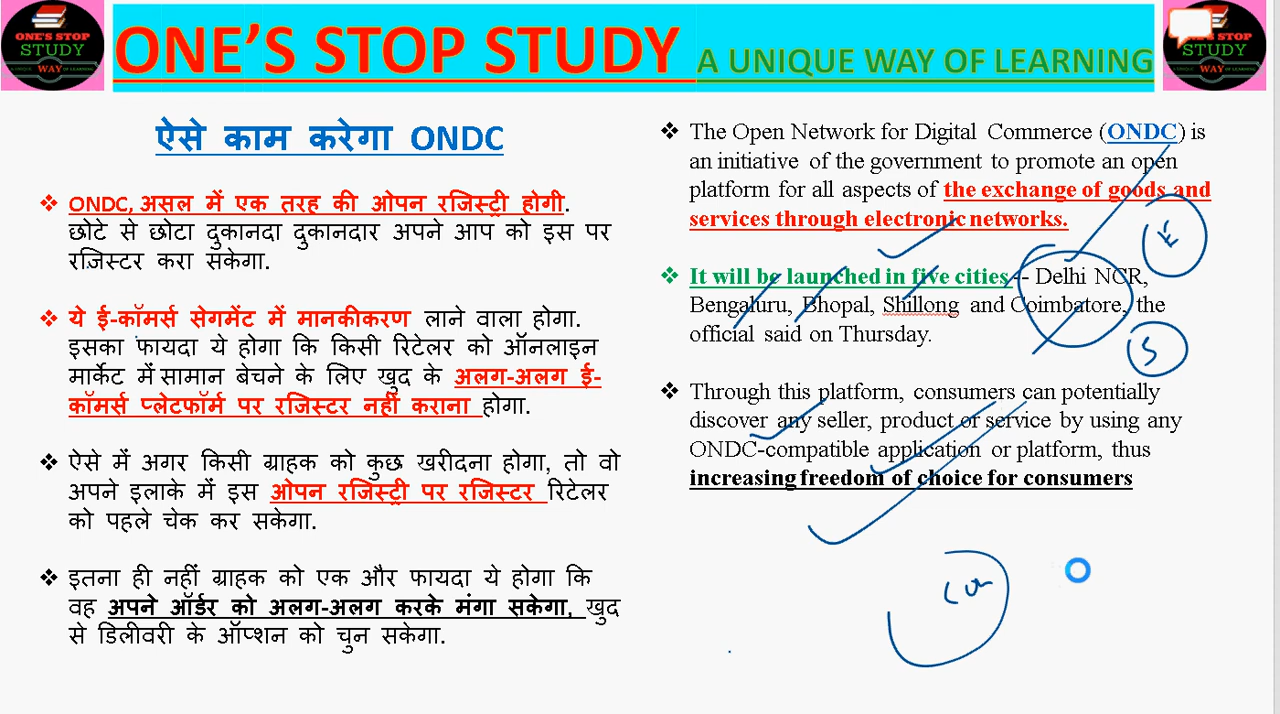 ONE'S STOP
STUDY
WAY OF LEARNING
ONE'S STOP STUDY A UNIQUE WAY OF LEARNING
ONE'S STOP
STUDY
WAY OF LEARNING
ऐसे काम करेगा ONDC
❖ ONDC, असल में एक तरह की ओपन रजिस्ट्री होगी.
छोटे से छोटा दुकानदा दुकानदार अपने आप को इस पर
रजिस्टर करा सकेगा.
❖ ये ई-कॉमर्स सेगमेंट में मानकीकरण लाने वाला होगा.
इसका फायदा ये होगा कि किसी रिटेलर को ऑनलाइन
मार्केट में सामान बेचने के लिए खुद के अलग-अलग ई-
कॉमर्स प्लेटफॉर्म पर रजिस्टर नहीं कराना होगा.
❖ ऐसे में अगर किसी ग्राहक को कुछ खरीदना होगा, तो वो
अपने इलाके में इस ओपन रजिस्ट्री पर रजिस्टर रिटेलर
को पहले चेक कर सकेगा.
❖ इतना ही नहीं ग्राहक को एक और फायदा ये होगा कि
वह अपने ऑर्डर को अलग-अलग करके मंगा सकेगा, खुद
से डिलीवरी के ऑप्शन को चुन सकेगा.
❖ The Open Network for Digital Commerce (ONDC) is
an initiative of the government to promote an open
platform for all aspects of the exchange of goods and
services through electronic networks.
❖ It will be launched in five cities -- Delhi NCR,
Bengaluru, Bhopal, Shillong and Coimbatore, the
official said on Thursday.
❖ Through this platform, consumers can potentially
discover any seller, product or service by using any
ONDC-compatible application or platform, thus
increasing freedom of choice for consumers
S